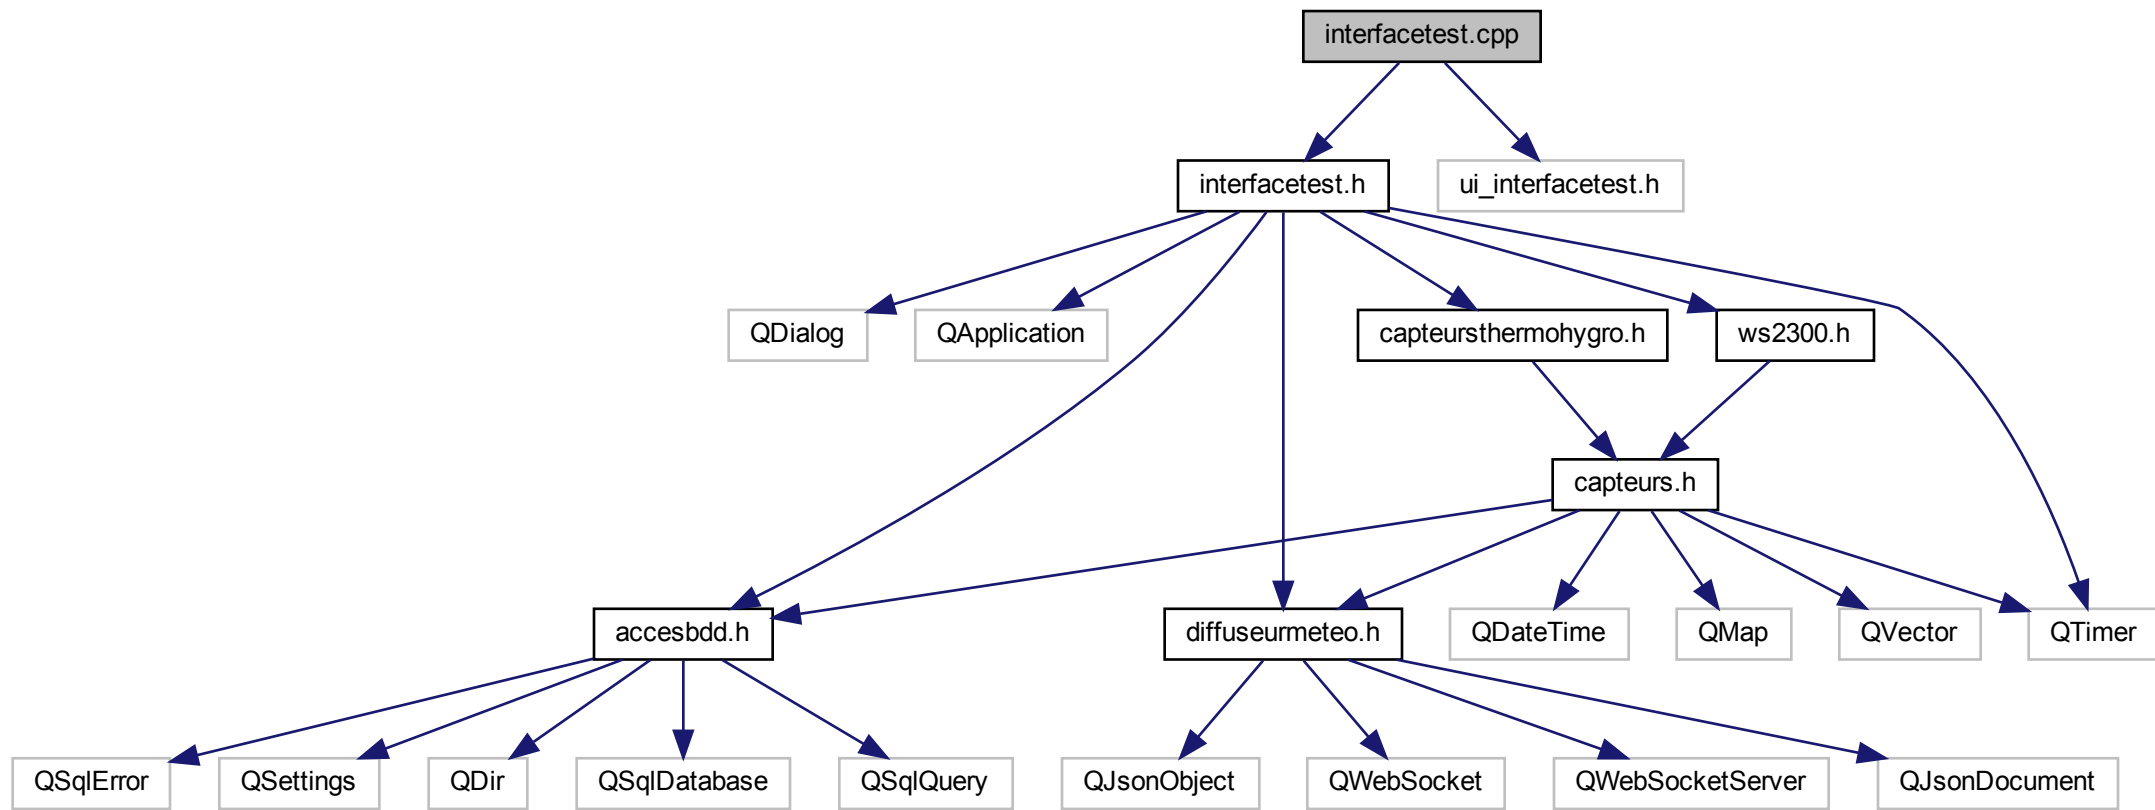 interfacetest.cpp
interfacetest.h
ui_interfacetest.h
QDialog
QApplication
capteursthermohygro.h
ws2300.h
capteurs.h
accesbdd.h
diffuseurmeteo.h
QDateTime
QMap
QVector
QTimer
QSqlError
QSettings
QDir
QSqlDatabase
QSqlQuery
QJsonObject
QWebSocket
QWebSocketServer
QJsonDocument